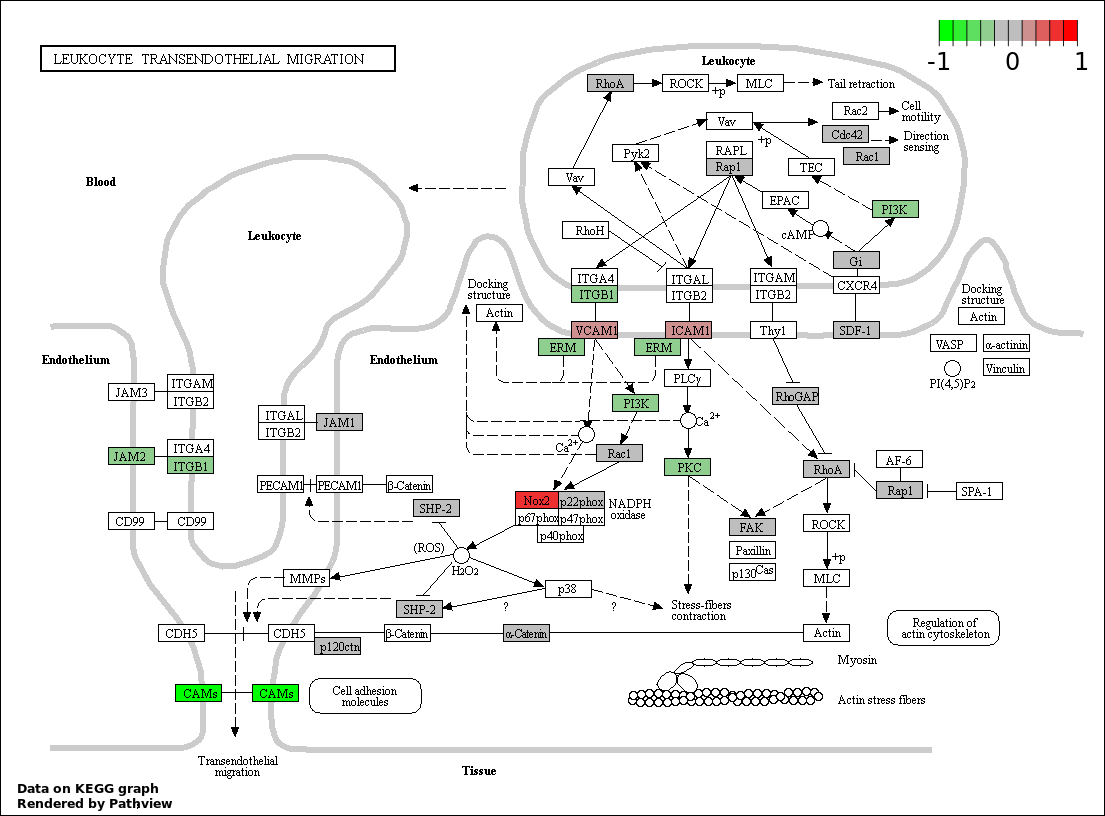 LEUKOCYTE TRANSENDOTHELIAL MIGRATION
-1 0 1
Leukocyte
RhoA
ROCK
+p
MLC
Tail retraction
Vav
+p
Rac2
Cell
motility
Cdc42
Direction
sensing
Rac1
Pyk2
RAPL
Rap1
TEC
Vav
EPAC
PI3K
RhoH
cAMP
Gi
ITGA4
ITGB1
ITGAL
ITGB2
ITGAM
ITGB2
CXCR4
Blood
Leukocyte
Docking
structure
Actin
VCAM1
ICAM1
Thy1
SDF-1
ERM
ERM
Docking
structure
Actin
VASP
α-actinin
PI(4,5)P2
Vinculin
Endothelium
Endothelium
JAM3
ITGAM
ITGB2
PLCγ
PI3K
RhoGAP
ITGAL
ITGB2
JAM1
Ca2+
Ca2+
JAM2
ITGA4
ITGB1
Rac1
PKC
RhoA
AF-6
Rap1
SPA-1
PECAM1
PECAM1
β-Catenin
SHP-2
Nox2
p22phox
p67phox
p47phox
p40phox
NADPH
oxidase
CD99
CD99
FAK
Paxillin
p130Cas
ROCK
+p
MLC
(ROS)
H2O2
MMPs
p38
SHP-2
?
?
Stress-fibers
contraction
CDH5
CDH5
p120ctn
β-Catenin
α-Catenin
Actin
Regulation of
actin cytoskeleton
CAMs
CAMs
Cell adhesion
molecules
Myosin
Actin stress fibers
Transendothelial
migration
Tissue
Data on KEGG graph
Rendered by Pathview